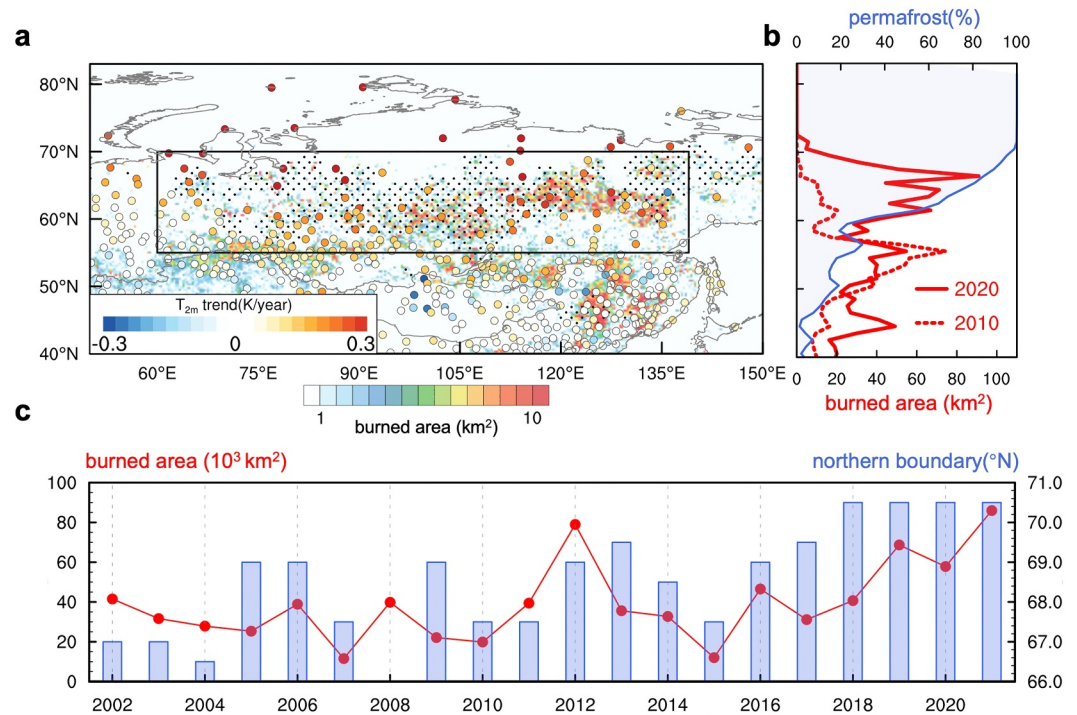 a
80°N
70°N
60°N
50°N
40°N
T2m trend(K/year)
-0.3 0 0.3
60°E 75°E 90°E 105°E 120°E 135°E 150°E
1 10
burned area (km²)
b
permafrost(%)
0 20 40 60 80 100
2020
2010
0 20 40 60 80 100
burned area (km²)
c
burned area (10³ km²)
northern boundary(°N)
100 71.0
80 70.0
60 69.0
40 68.0
20 67.0
0 66.0
2002 2004 2006 2008 2010 2012 2014 2016 2018 2020